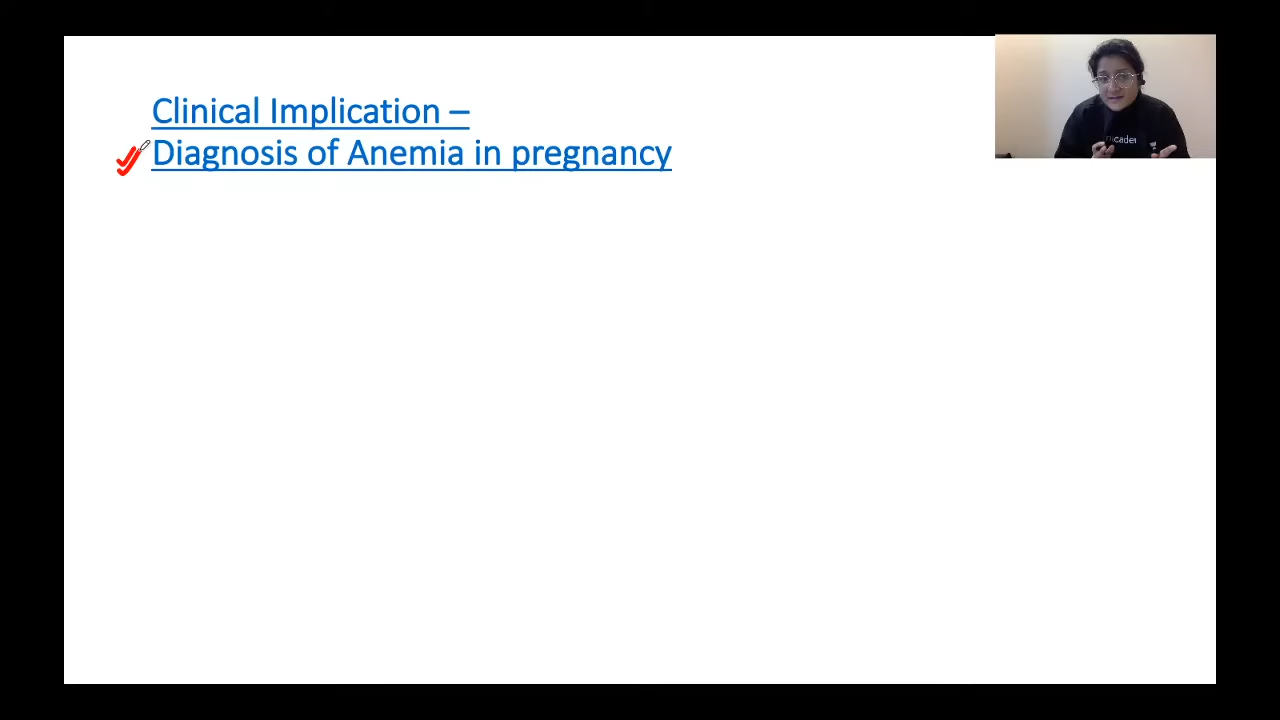 Clinical Implication –
Diagnosis of Anemia in pregnancy